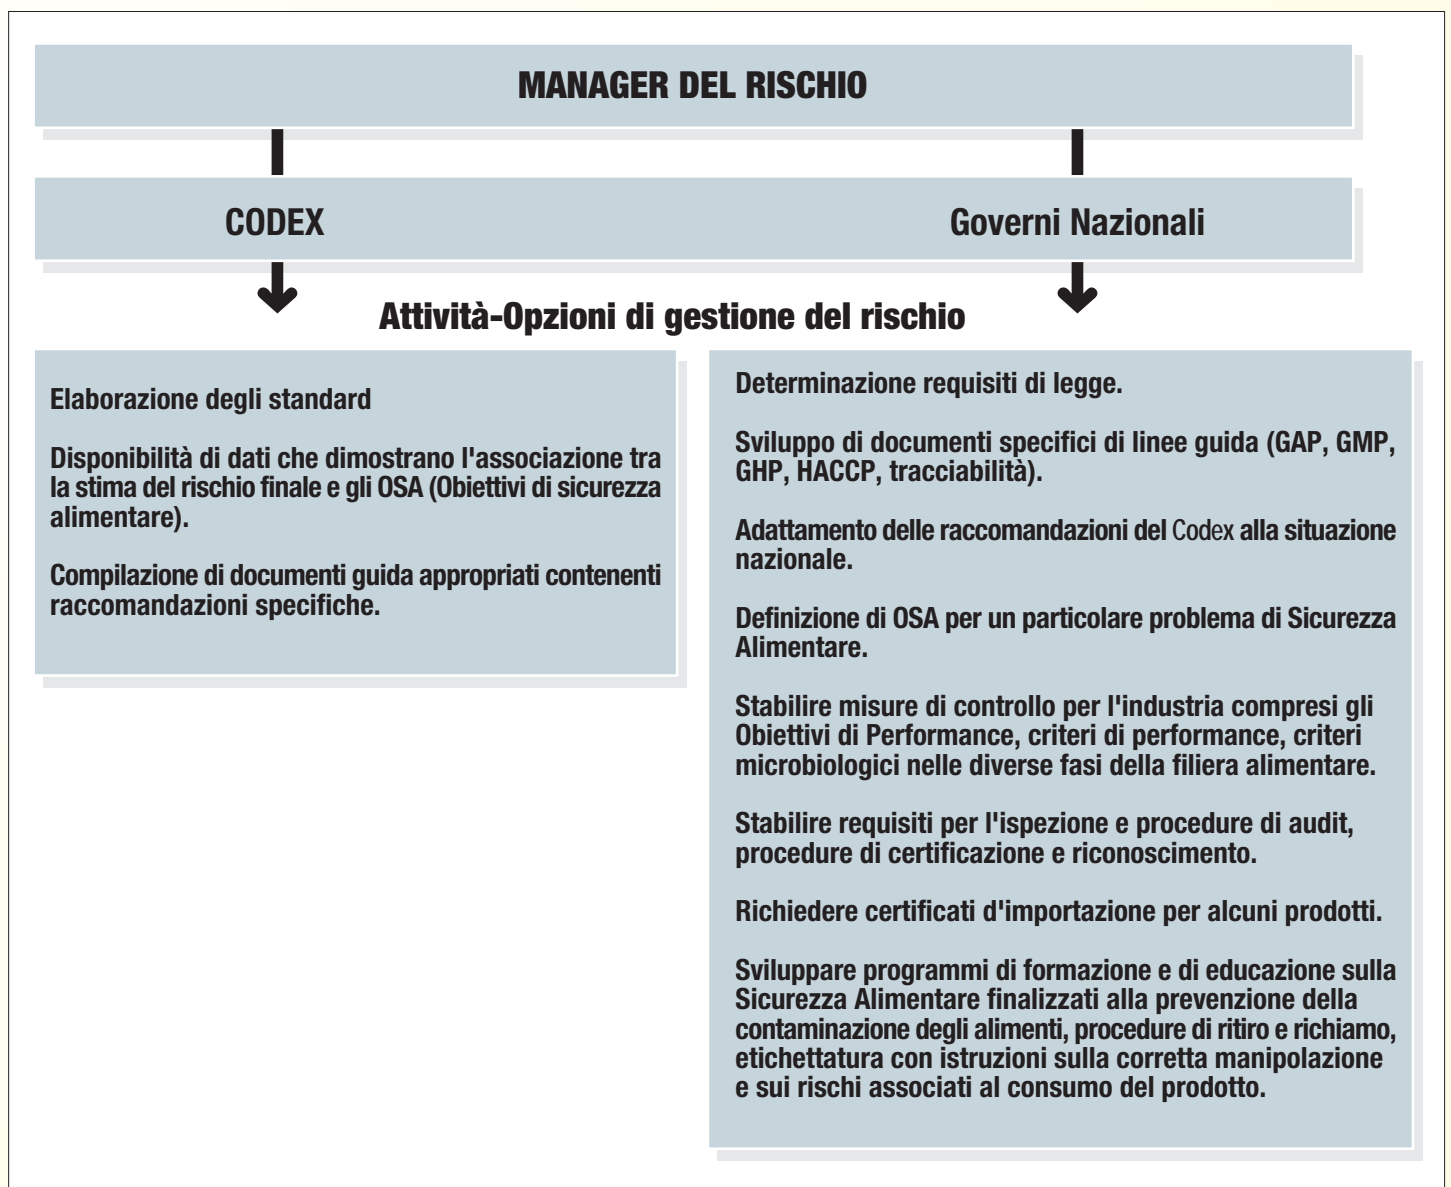 MANAGER DEL RISCHIO
CODEX
Governi Nazionali
Attività-Opzioni di gestione del rischio
Elaborazione degli standard
Disponibilità di dati che dimostrano l'associazione tra
la stima del rischio finale e gli OSA (Obiettivi di sicurezza
alimentare).
Compilazione di documenti guida appropriati contenenti
raccomandazioni specifiche.
Determinazione requisiti di legge.
Sviluppo di documenti specifici di linee guida (GAP, GMP,
GHP, HACCP, tracciabilità).
Adattamento delle raccomandazioni del Codex alla situazione
nazionale.
Definizione di OSA per un particolare problema di Sicurezza
Alimentare.
Stabilire misure di controllo per l'industria compresi gli
Obiettivi di Performance, criteri di performance, criteri
microbiologici nelle diverse fasi della filiera alimentare.
Stabilire requisiti per l'ispezione e procedure di audit,
procedure di certificazione e riconoscimento.
Richiedere certificati d'importazione per alcuni prodotti.
Sviluppare programmi di formazione e di educazione sulla
Sicurezza Alimentare finalizzati alla prevenzione della
contaminazione degli alimenti, procedure di ritiro e richiamo,
etichettatura con istruzioni sulla corretta manipolazione
e sui rischi associati al consumo del prodotto.